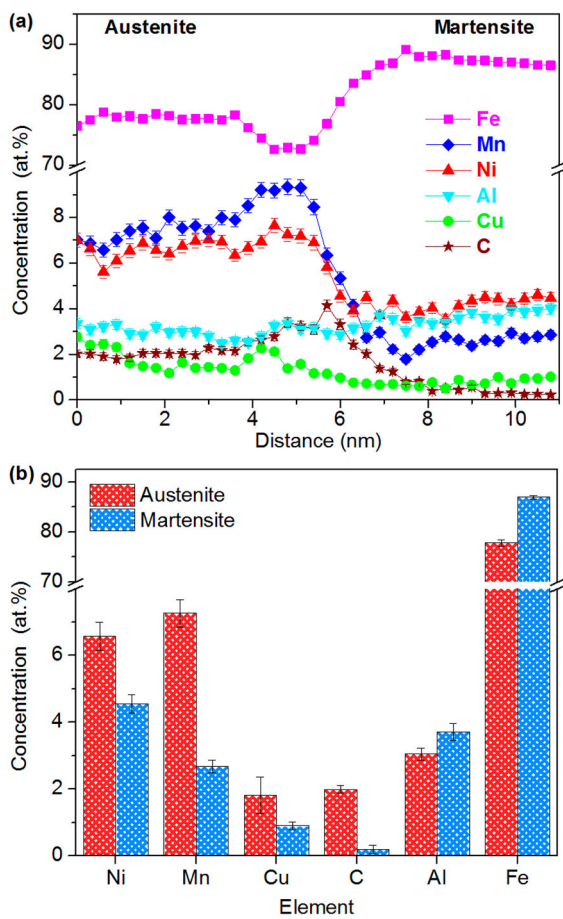 (a)
Austenite
Martensite
90
80
70
8
6
4
2
0
Concentration (at.%)
Fe
Mn
Ni
Al
Cu
C
0 2 4 6 8 10
Distance (nm)
(b)
Austenite
Martensite
90
80
70
6
4
2
0
Concentration (at.%)
Ni Mn Cu C Al Fe
Element